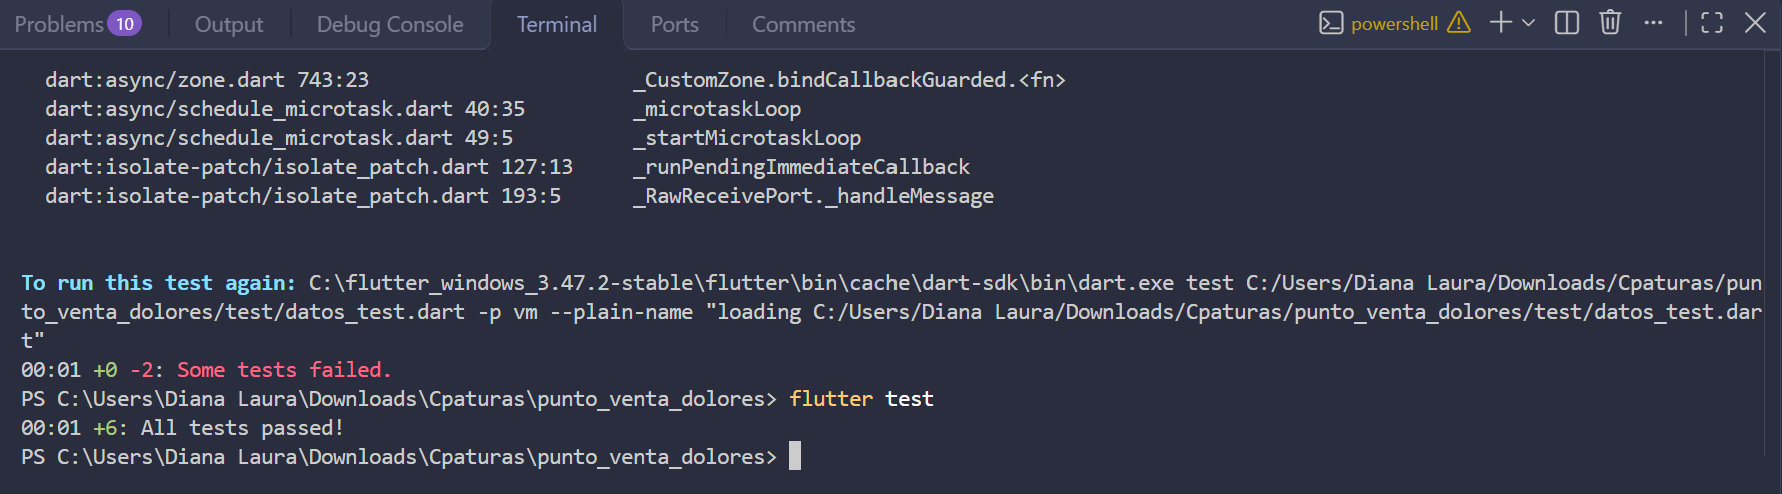 Problems 10 Output Debug Console Terminal Ports Comments powershell
dart:async/zone.dart 743:23 _CustomZone.bindCallbackGuarded.<fn>
dart:async/schedule_microtask.dart 40:35 _microtaskLoop
dart:async/schedule_microtask.dart 49:5 _startMicrotaskLoop
dart:isolate-patch/isolate_patch.dart 127:13 _runPendingImmediateCallback
dart:isolate-patch/isolate_patch.dart 193:5 _RawReceivePort._handleMessage
To run this test again: C:\flutter_windows_3.47.2-stable\flutter\bin\cache\dart-sdk\bin\dart.exe test C:/Users/Diana Laura/Downloads/Cpaturas/pun
to_venta_dolores/test/datos_test.dart -p vm --plain-name "loading C:/Users/Diana Laura/Downloads/Cpaturas/punto_venta_dolores/test/datos_test.dar
t"
00:01 +0 -2: Some tests failed.
PS C:\Users\Diana Laura\Downloads\Cpaturas\punto_venta_dolores> flutter test
00:01 +6: All tests passed!
PS C:\Users\Diana Laura\Downloads\Cpaturas\punto_venta_dolores>